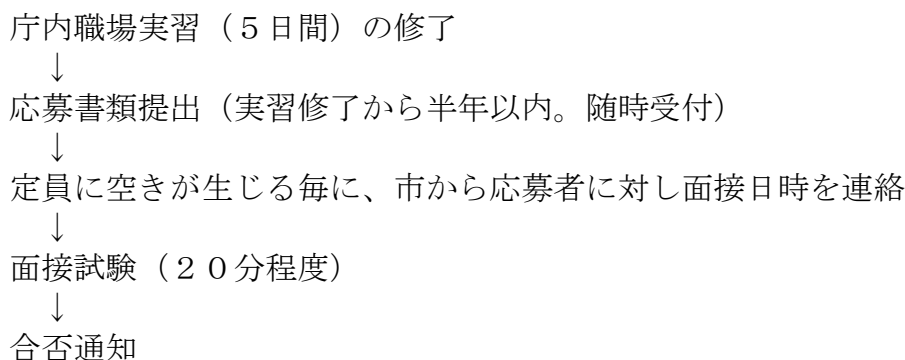 庁内職場実習（５日間）の修了
↓
応募書類提出（実習修了から半年以内。随時受付）
↓
定員に空きが生じる毎に、市から応募者に対し面接日時を連絡
↓
面接試験（２０分程度）
↓
合否通知